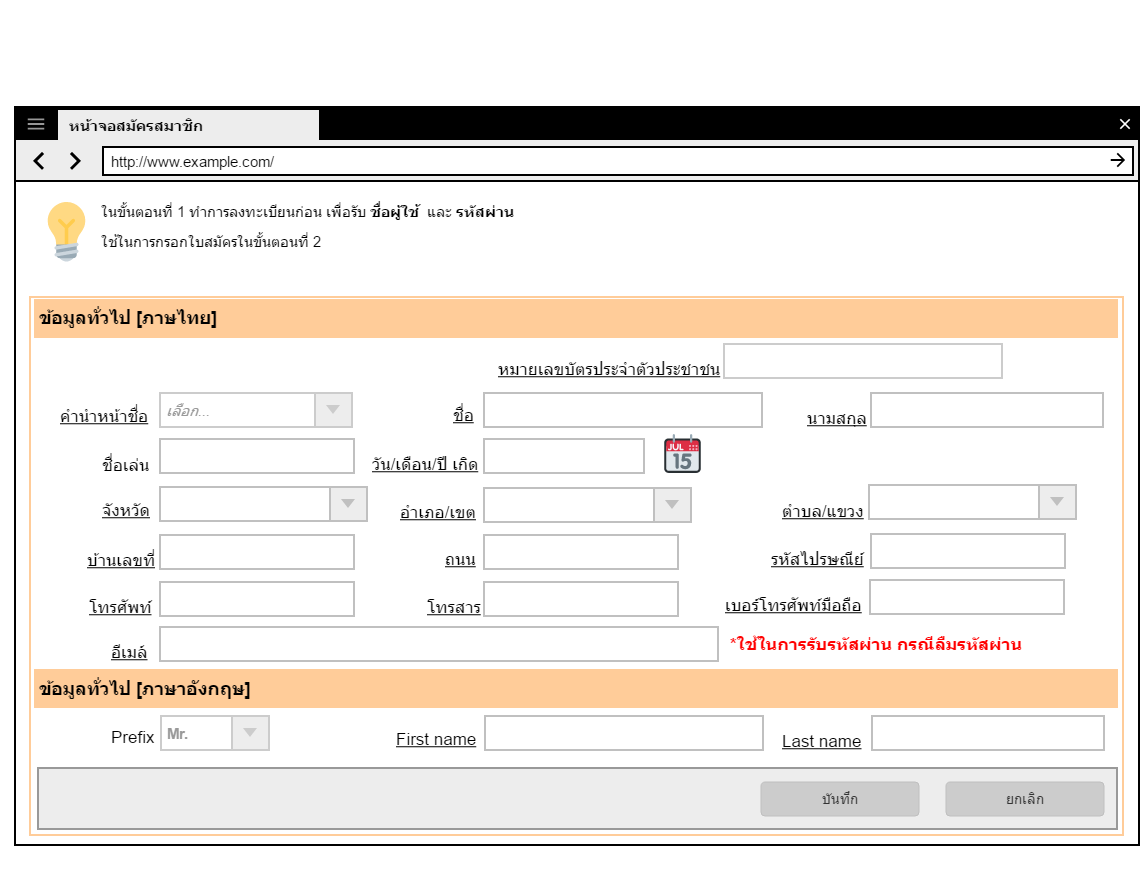 หน้าจอสมัครสมาชิก
http://www.example.com/
ในขั้นตอนที่ 1 ทำการลงทะเบียนก่อน เพื่อรับ ชื่อผู้ใช้ และ รหัสผ่าน
ใช้ในการกรอกใบสมัครในขั้นตอนที่ 2
ข้อมูลทั่วไป [ภาษไทย]
หมายเลขบัตรประจำตัวประชาชน
คำนำหน้าชื่อ เลือก... ชื่อ นามสกล
ชื่อเล่น วัน/เดือน/ปี เกิด JUL 15
จังหวัด อำเภอ/เขต ตำบล/แขวง
บ้านเลขที่ ถนน รหัสไปรษณีย์
โทรศัพท์ โทรสาร เบอร์โทรศัพท์มือถือ
อีเมล์ *ใช้ในการรับรหัสผ่าน กรณีลืมรหัสผ่าน
ข้อมูลทั่วไป [ภาษาอังกฤษ]
Prefix Mr. First name Last name
บันทึก ยกเลิก